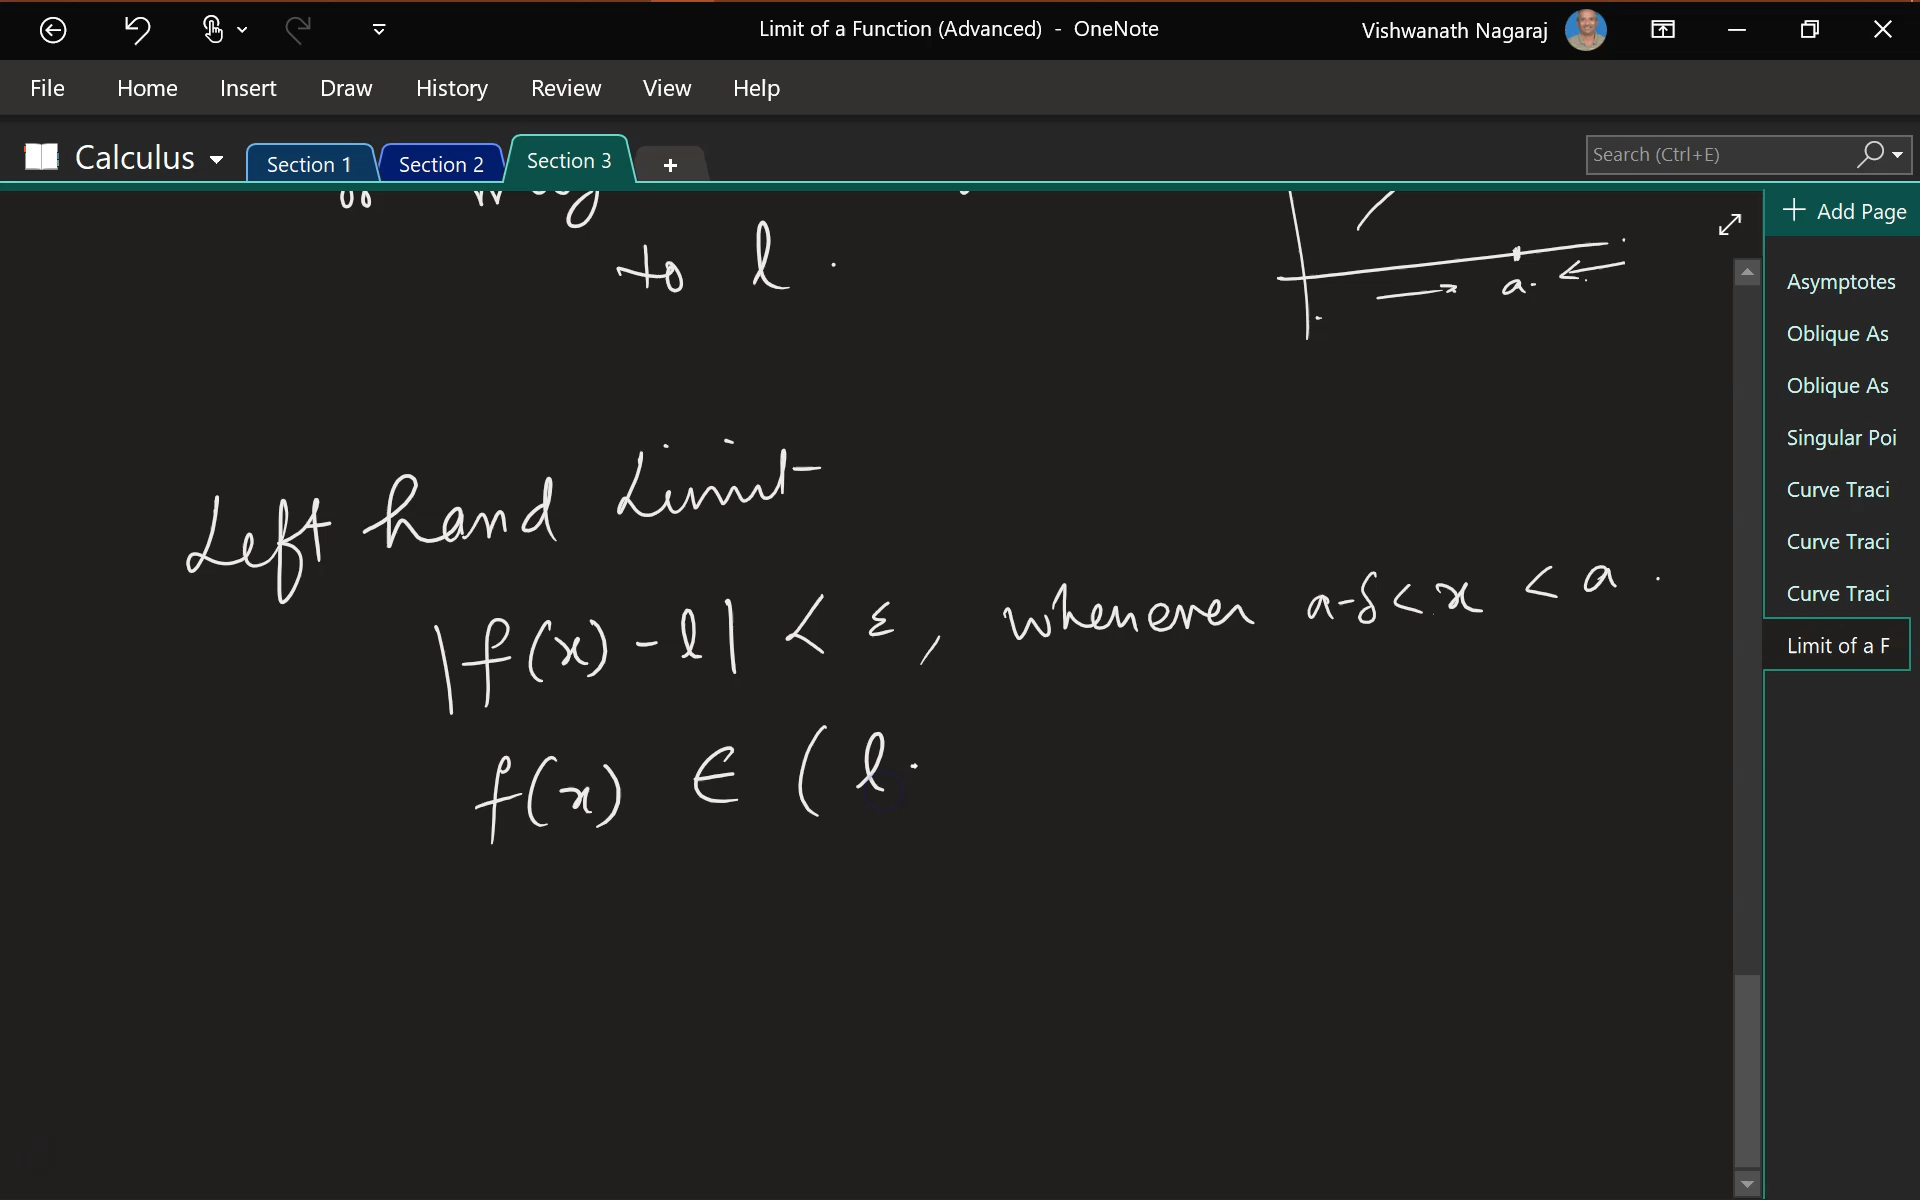 Limit of a Function (Advanced) - OneNote
Vishwanath Nagaraj
File Home Insert Draw History Review View Help
Calculus
Section 1 Section 2 Section 3 +
Search (Ctrl+E)
+ Add Page
Asymptotes
Oblique As
Oblique As
Singular Poi
Curve Traci
Curve Traci
Curve Traci
Limit of a F
to l .
a .
Left hand Limit
|f(x) - l| < ε , whenever a-δ < x < a .
f(x) ∈ ( l .